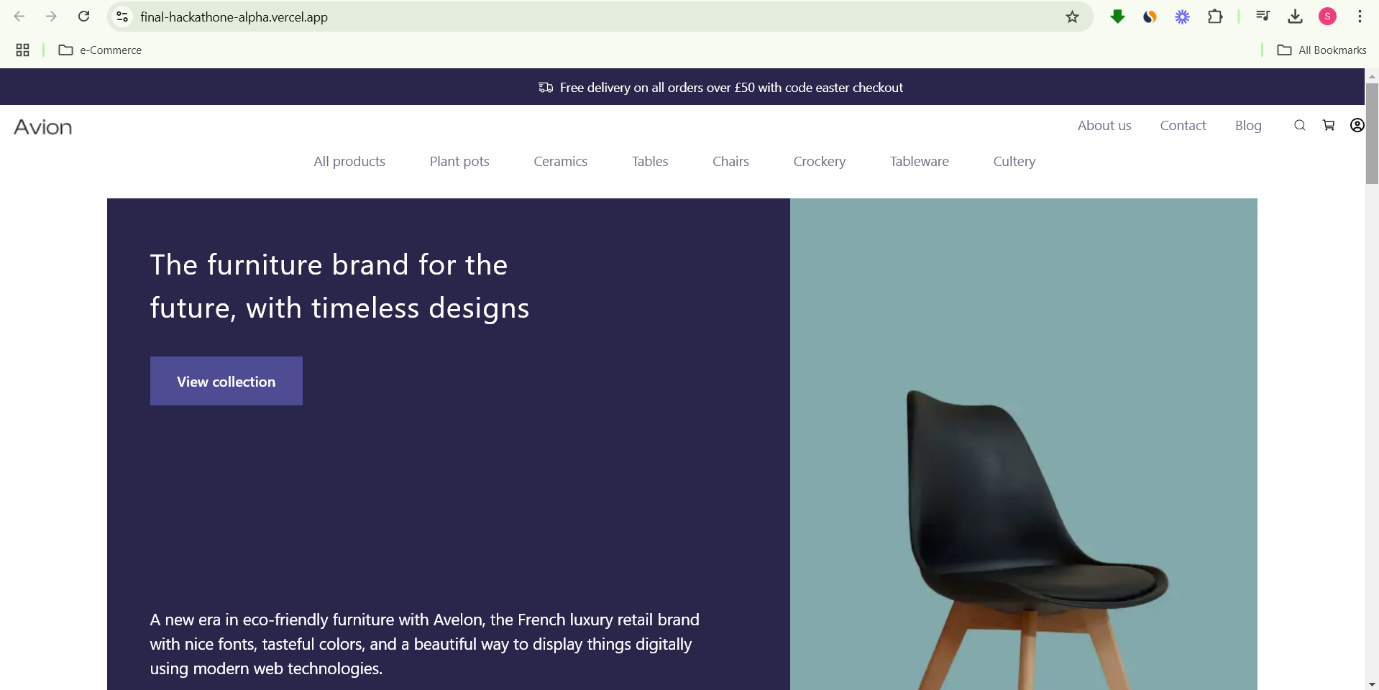 final-hackathone-alpha.vercel.app
S
e-Commerce
All Bookmarks
Free delivery on all orders over £50 with code easter checkout
Avion
About us
Contact
Blog
All products
Plant pots
Ceramics
Tables
Chairs
Crockery
Tableware
Cultery
The furniture brand for the
future, with timeless designs
View collection
A new era in eco-friendly furniture with Avelon, the French luxury retail brand
with nice fonts, tasteful colors, and a beautiful way to display things digitally
using modern web technologies.